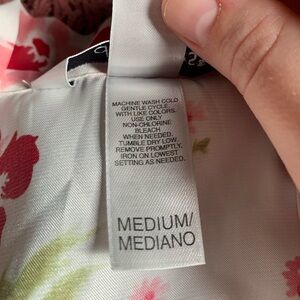 MACHINE WASH COLD
GENTLE CYCLE
WITH LIKE COLORS.
USE ONLY
NON-CHLORINE
BLEACH
WHEN NEEDED.
TUMBLE DRY LOW.
REMOVE PROMPTLY.
IRON ON LOWEST
SETTING AS NEEDED.
MEDIUM/
MEDIANO